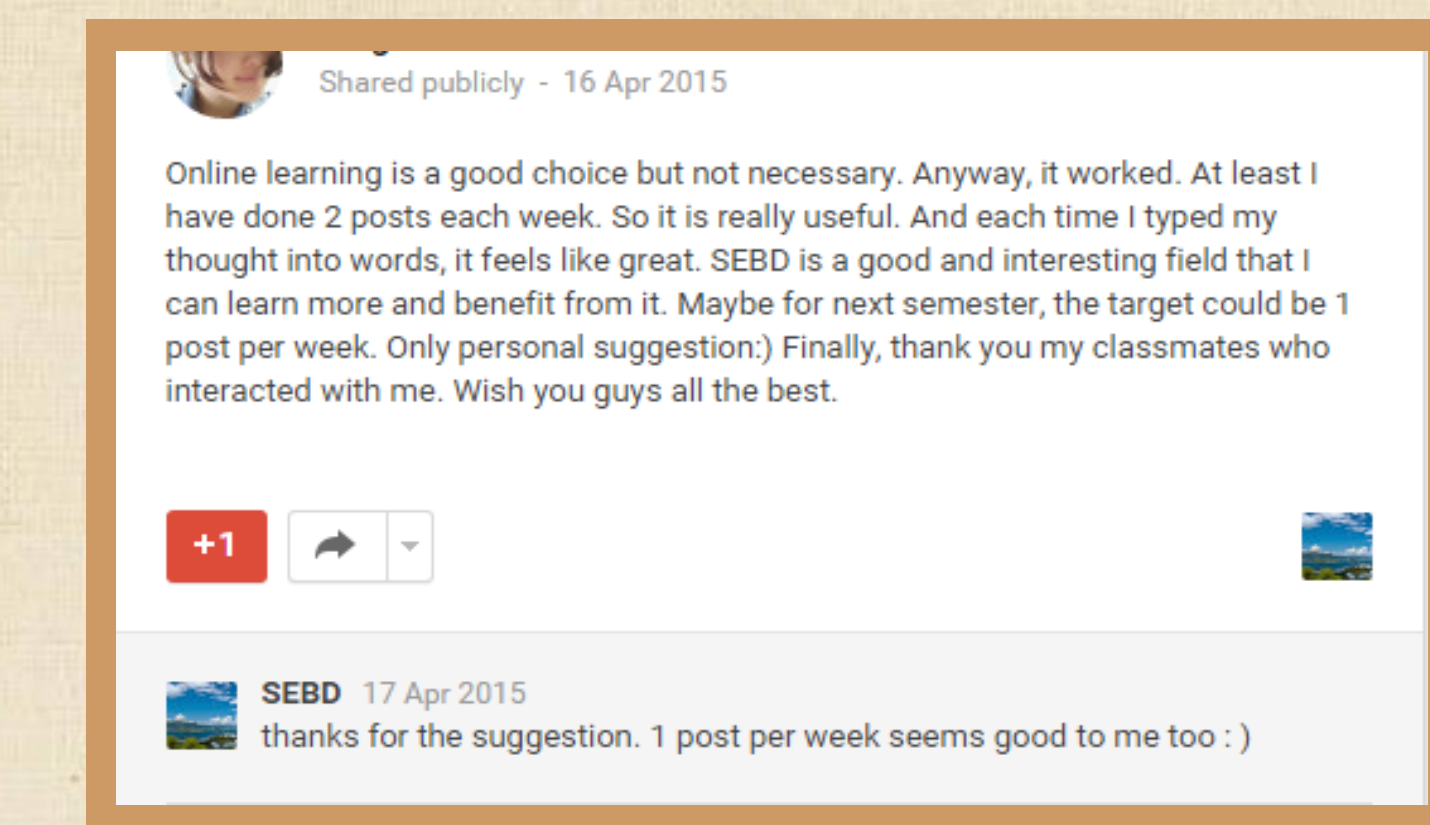 Shared publicly - 16 Apr 2015
Online learning is a good choice but not necessary. Anyway, it worked. At least I
have done 2 posts each week. So it is really useful. And each time I typed my
thought into words, it feels like great. SEBD is a good and interesting field that I
can learn more and benefit from it. Maybe for next semester, the target could be 1
post per week. Only personal suggestion:) Finally, thank you my classmates who
interacted with me. Wish you guys all the best.
+1
SEBD 17 Apr 2015
thanks for the suggestion. 1 post per week seems good to me too : )